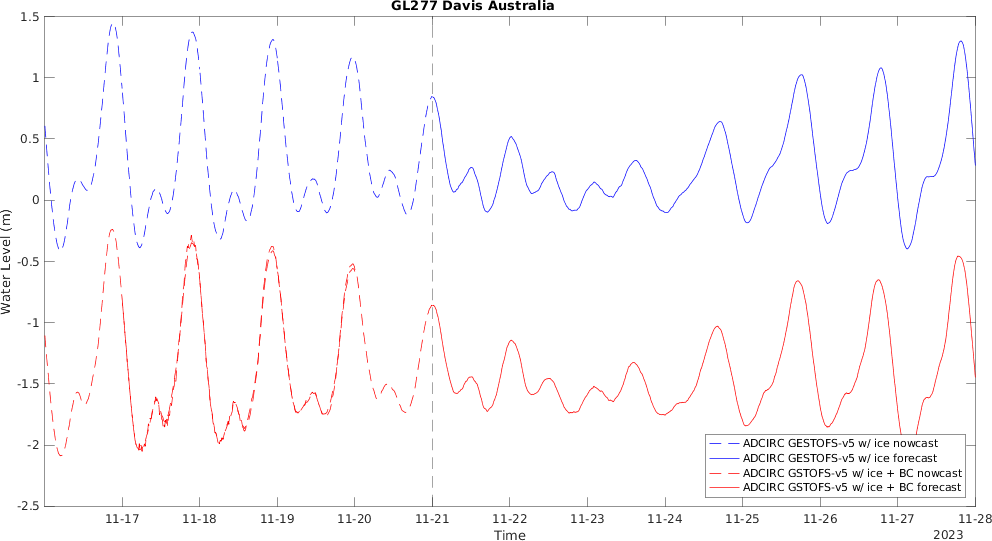 GL277 Davis Australia
1.5
1
0.5
0
-0.5
-1
-1.5
-2
-2.5
Water Level (m)
ADCIRC GESTOFS-v5 w/ ice nowcast
ADCIRC GESTOFS-v5 w/ ice forecast
ADCIRC GSTOFS-v5 w/ ice + BC nowcast
ADCIRC GSTOFS-v5 w/ ice + BC forecast
11-17 11-18 11-19 11-20 11-21 11-22 11-23 11-24 11-25 11-26 11-27 11-28
Time
2023